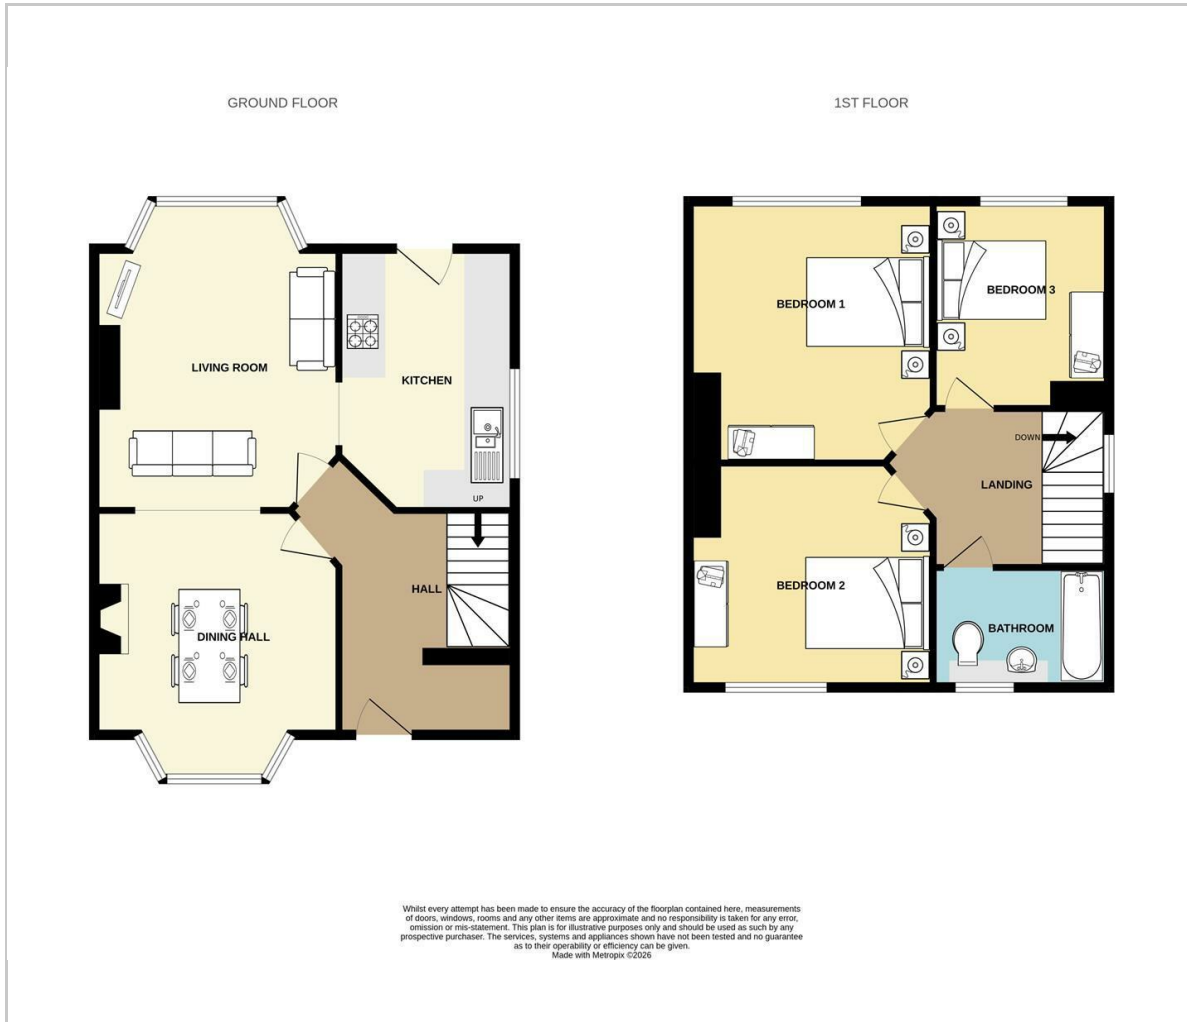 GROUND FLOOR
1ST FLOOR
LIVING ROOM
KITCHEN
UP
HALL
DINING HALL
BEDROOM 1
BEDROOM 3
DOWN
LANDING
BEDROOM 2
BATHROOM
Whilst every attempt has been made to ensure the accuracy of the floorplan contained here, measurements
of doors, windows, rooms and any other items are approximate and no responsibility is taken for any error,
omission or mis-statement. This plan is for illustrative purposes only and should be used as such by any
prospective purchaser. The services, systems and appliances shown have not been tested and no guarantee
as to their operability or efficiency can be given.
Made with Metropix ©2026